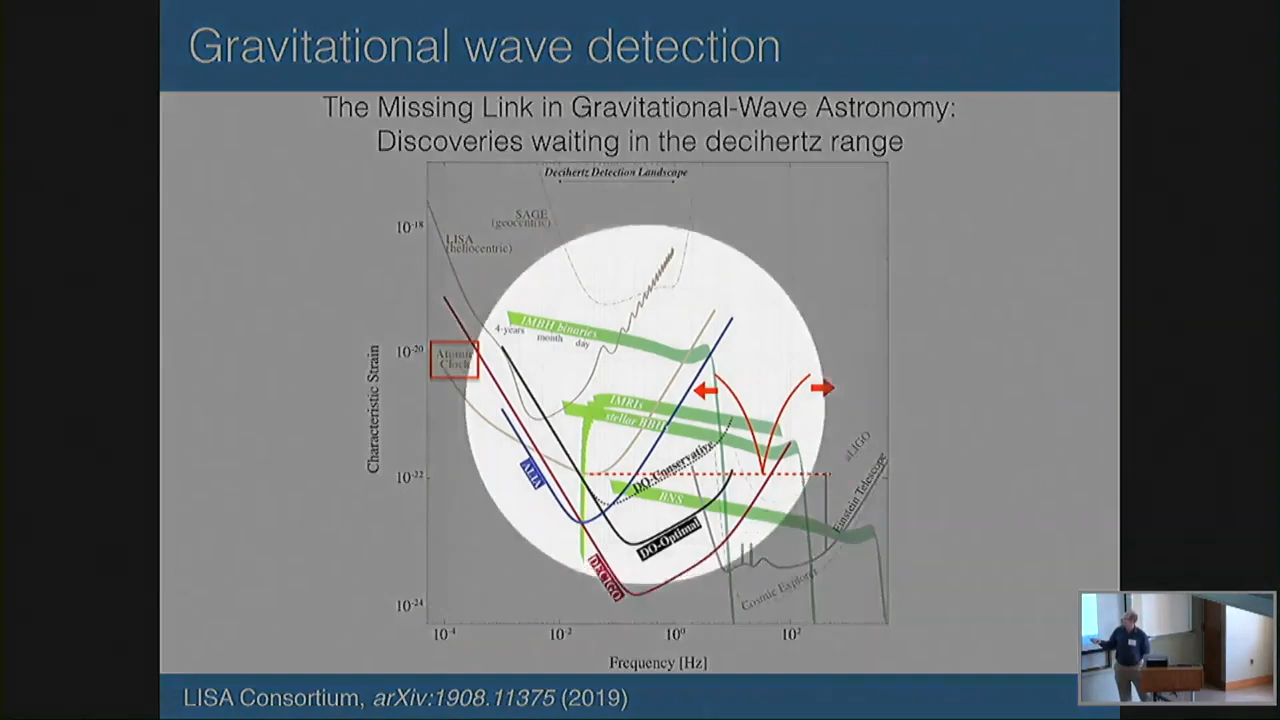 Gravitational wave detection
The Missing Link in Gravitational-Wave Astronomy:
Discoveries waiting in the decihertz range
Decihertz Detection Landscape
SAGE
(geocentric)
10-18
LISA
(heliocentric)
IMBH binaries
4-years month day
10-20
Atomic
Clock
Characteristic Strain
IMRIs
stellar BBH
aLIGO
DO-Conservative
10-22
ALIA
BNS
Einstein Telescope
DO-Optimal
DECIGO
Cosmic Explorer
10-24
10-4 10-2 100 102
Frequency [Hz]
LISA Consortium, arXiv:1908.11375 (2019)